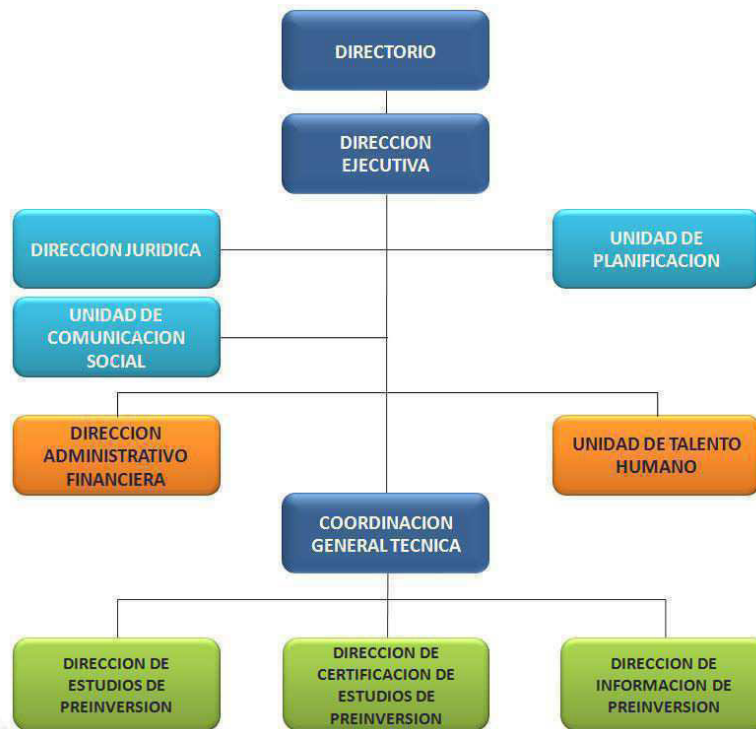 DIRECTORIO
DIRECCION
EJECUTIVA
DIRECCION JURIDICA
UNIDAD DE
PLANIFICACION
UNIDAD DE
COMUNICACION
SOCIAL
DIRECCION
ADMINISTRATIVO
FINANCIERA
UNIDAD DE TALENTO
HUMANO
COORDINACION
GENERAL TECNICA
DIRECCION DE
ESTUDIOS DE
PREINVERSION
DIRECCION DE
CERTIFICACION DE
ESTUDIOS DE
PREINVERSION
DIRECCION DE
INFORMACION DE
PREINVERSION